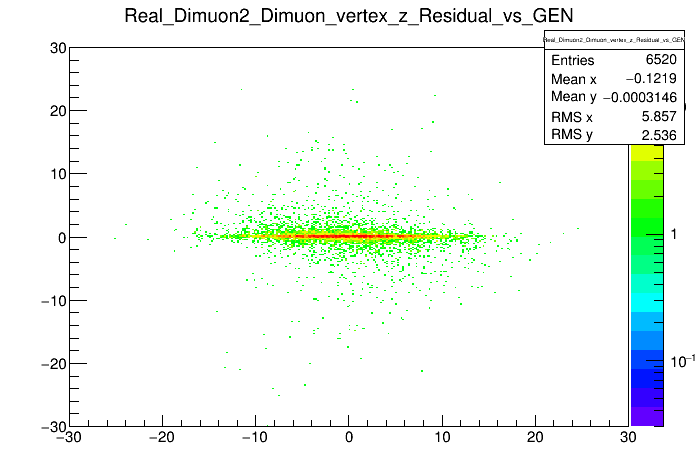 Real_Dimuon2_Dimuon_vertex_z_Residual_vs_GEN
Real_Dimuon2_Dimuon_vertex_z_Residual_vs_GEN
Entries 6520
Mean x −0.1219
Mean y −0.0003146
RMS x 5.857
RMS y 2.536
30
20
10
0
−10
−20
−30
−30 −20 −10 0 10 20 30
1
10⁻¹